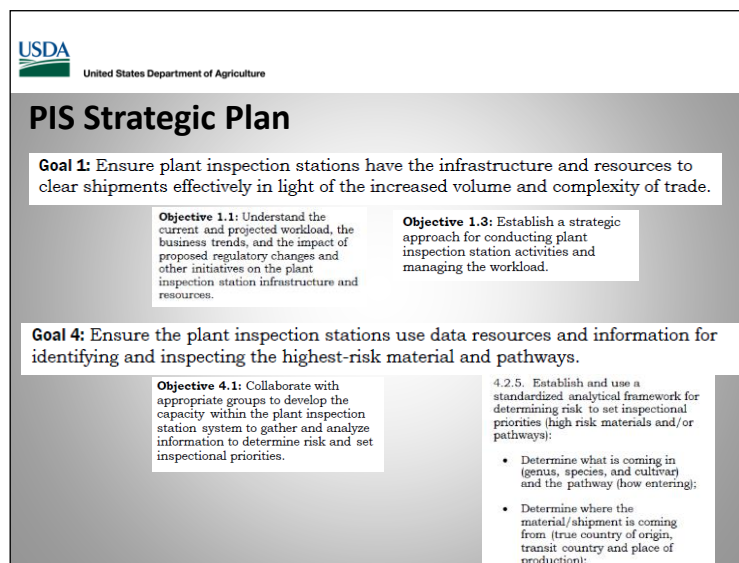 USDA
United States Department of Agriculture
PIS Strategic Plan
Goal 1: Ensure plant inspection stations have the infrastructure and resources to
clear shipments effectively in light of the increased volume and complexity of trade.
Objective 1.1: Understand the
current and projected workload, the
business trends, and the impact of
proposed regulatory changes and
other initiatives on the plant
inspection station infrastructure and
resources.
Objective 1.3: Establish a strategic
approach for conducting plant
inspection station activities and
managing the workload.
Goal 4: Ensure the plant inspection stations use data resources and information for
identifying and inspecting the highest-risk material and pathways.
Objective 4.1: Collaborate with
appropriate groups to develop the
capacity within the plant inspection
station system to gather and analyze
information to determine risk and set
inspectional priorities.
4.2.5. Establish and use a
standardized analytical framework for
determining risk to set inspectional
priorities (high risk materials and/or
pathways):
• Determine what is coming in
(genus, species, and cultivar)
and the pathway (how entering);
• Determine where the
material/shipment is coming
from (true country of origin,
transit country and place of
production);